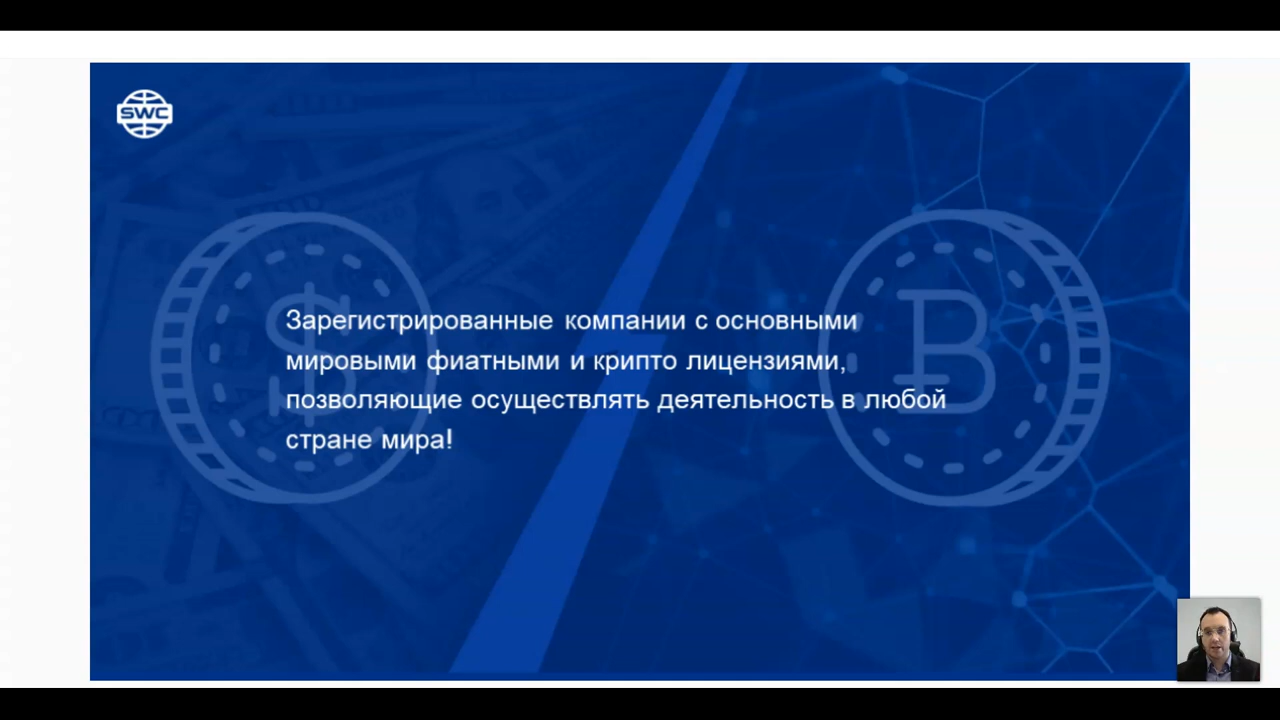 SWC
Зарегистрированные компании с основными
мировыми фиатными и крипто лицензиями,
позволяющие осуществлять деятельность в любой
стране мира!